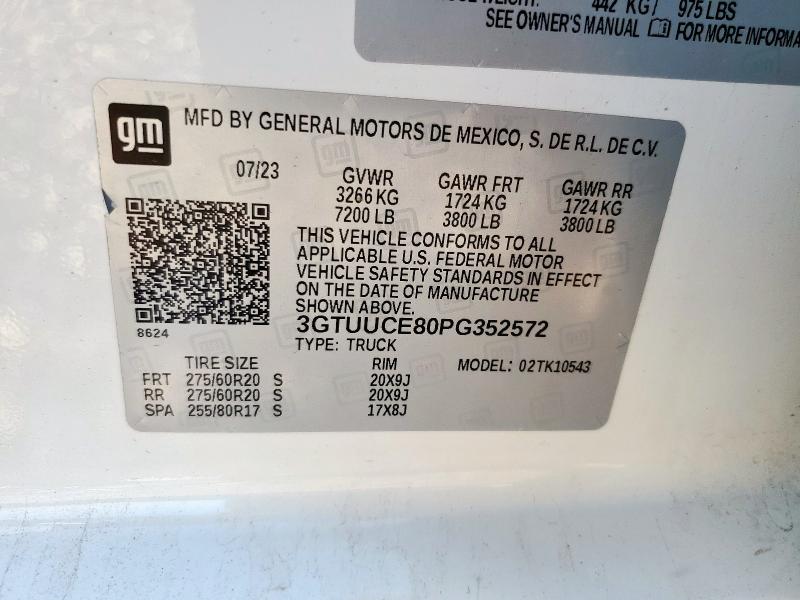 442 KG / 975 LBS
SEE OWNER'S MANUAL FOR MORE
gm MFD BY GENERAL MOTORS DE MEXICO, S. DE R.L. DE C.V.
07/23 GVWR GAWR FRT GAWR RR
3266 KG 1724 KG 1724 KG
7200 LB 3800 LB 3800 LB
THIS VEHICLE CONFORMS TO ALL
APPLICABLE U.S. FEDERAL MOTOR
VEHICLE SAFETY STANDARDS IN EFFECT
ON THE DATE OF MANUFACTURE
SHOWN ABOVE.
8624 3GTUUCE80PG352572
TYPE: TRUCK MODEL: 02TK10543
TIRE SIZE RIM
FRT 275/60R20 S 20X9J
RR 275/60R20 S 20X9J
SPA 255/80R17 S 17X8J